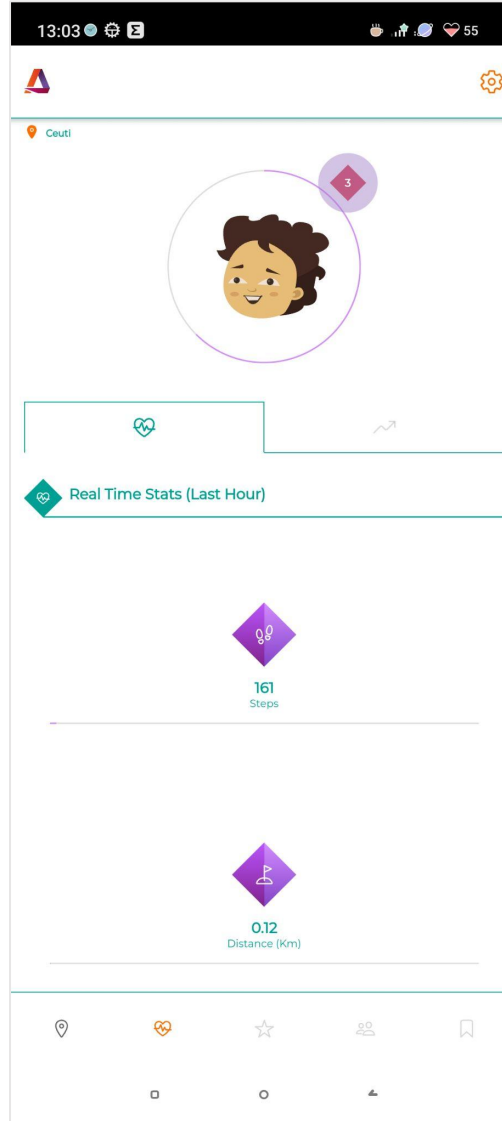 13:03 Σ 55
Ceuti
3
Real Time Stats (Last Hour)
161
Steps
0.12
Distance (Km)